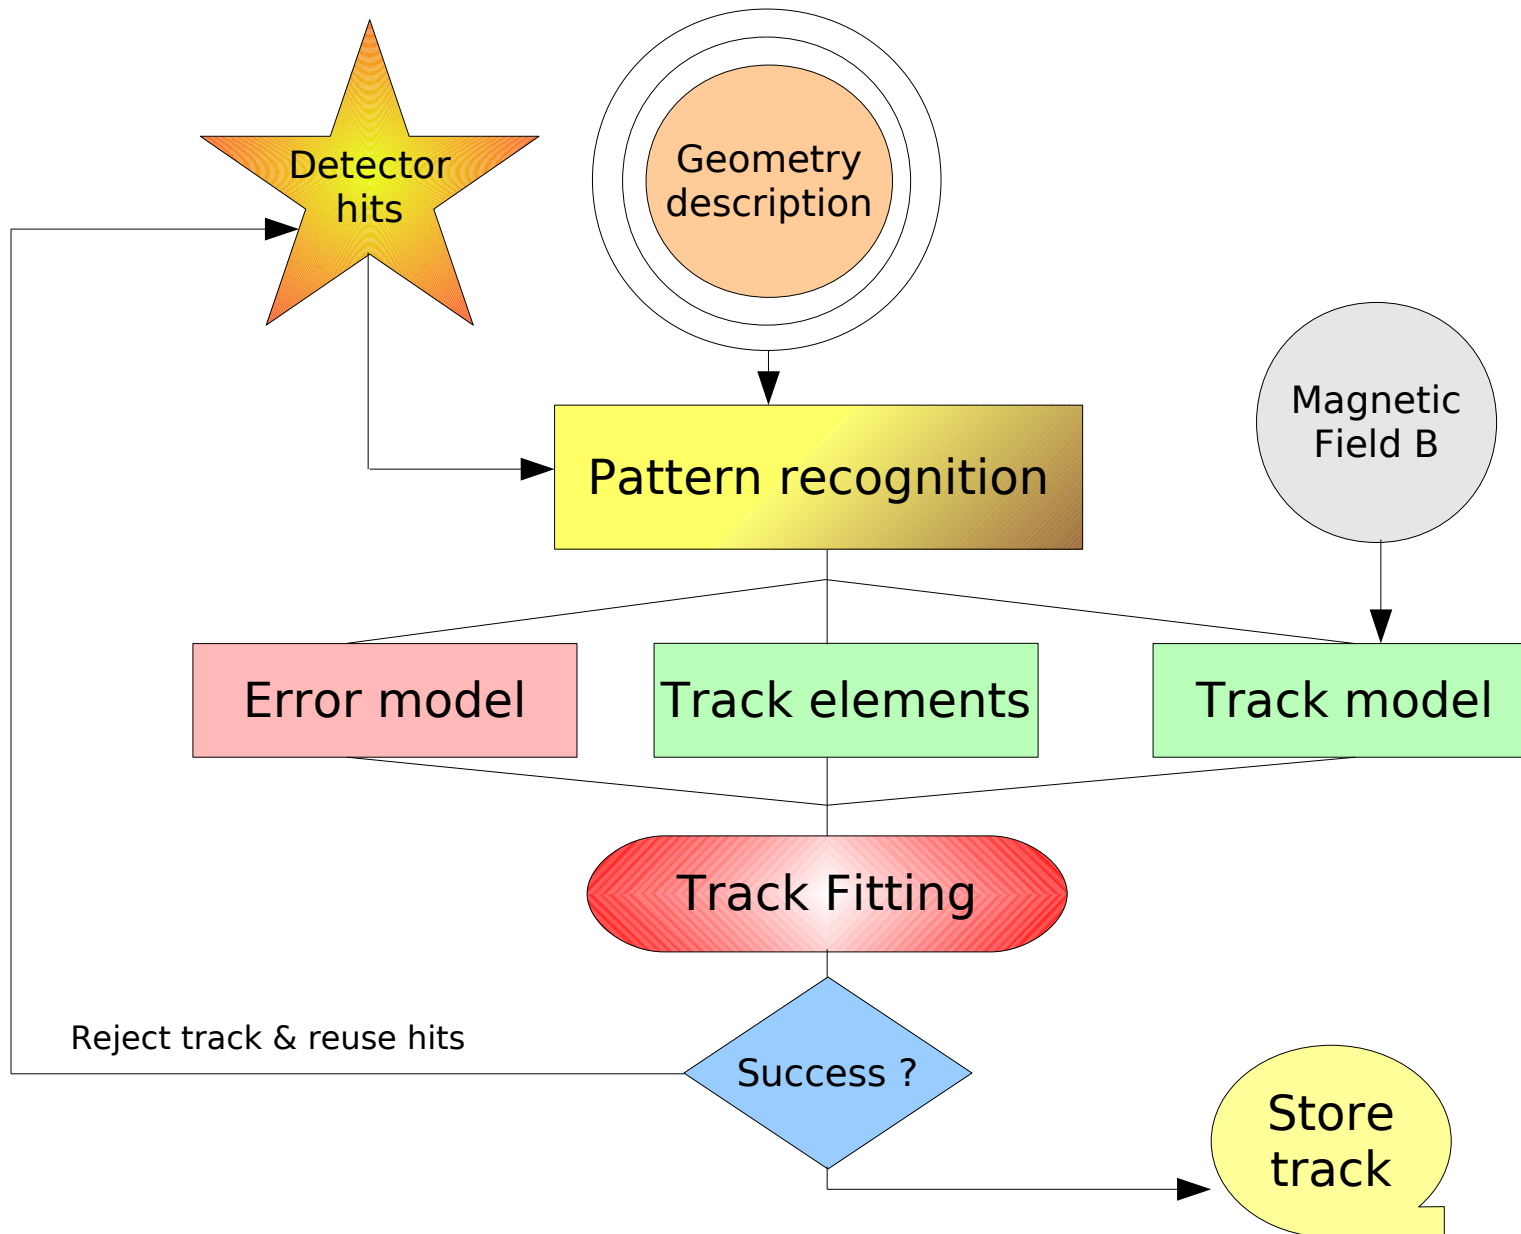 Detector
hits
Geometry
description
Magnetic
Field B
Pattern recognition
Error model
Track elements
Track model
Track Fitting
Reject track & reuse hits
Success ?
Store
track